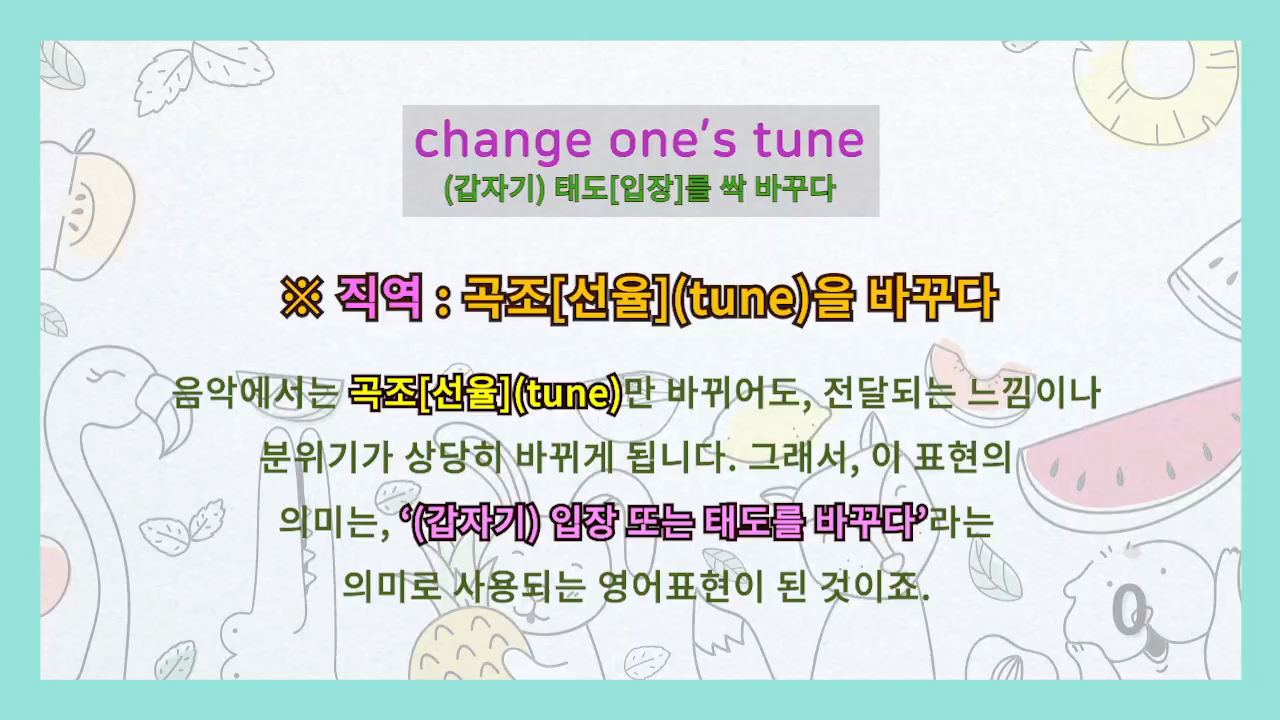 change one's tune
(갑자기) 태도[입장]를 싹 바꾸다
※ 직역 : 곡조[선율](tune)을 바꾸다
음악에서는 곡조[선율](tune)만 바뀌어도, 전달되는 느낌이나
분위기가 상당히 바뀌게 됩니다. 그래서, 이 표현의
의미는, ‘(갑자기) 입장 또는 태도를 바꾸다’라는
의미로 사용되는 영어표현이 된 것이죠.
0